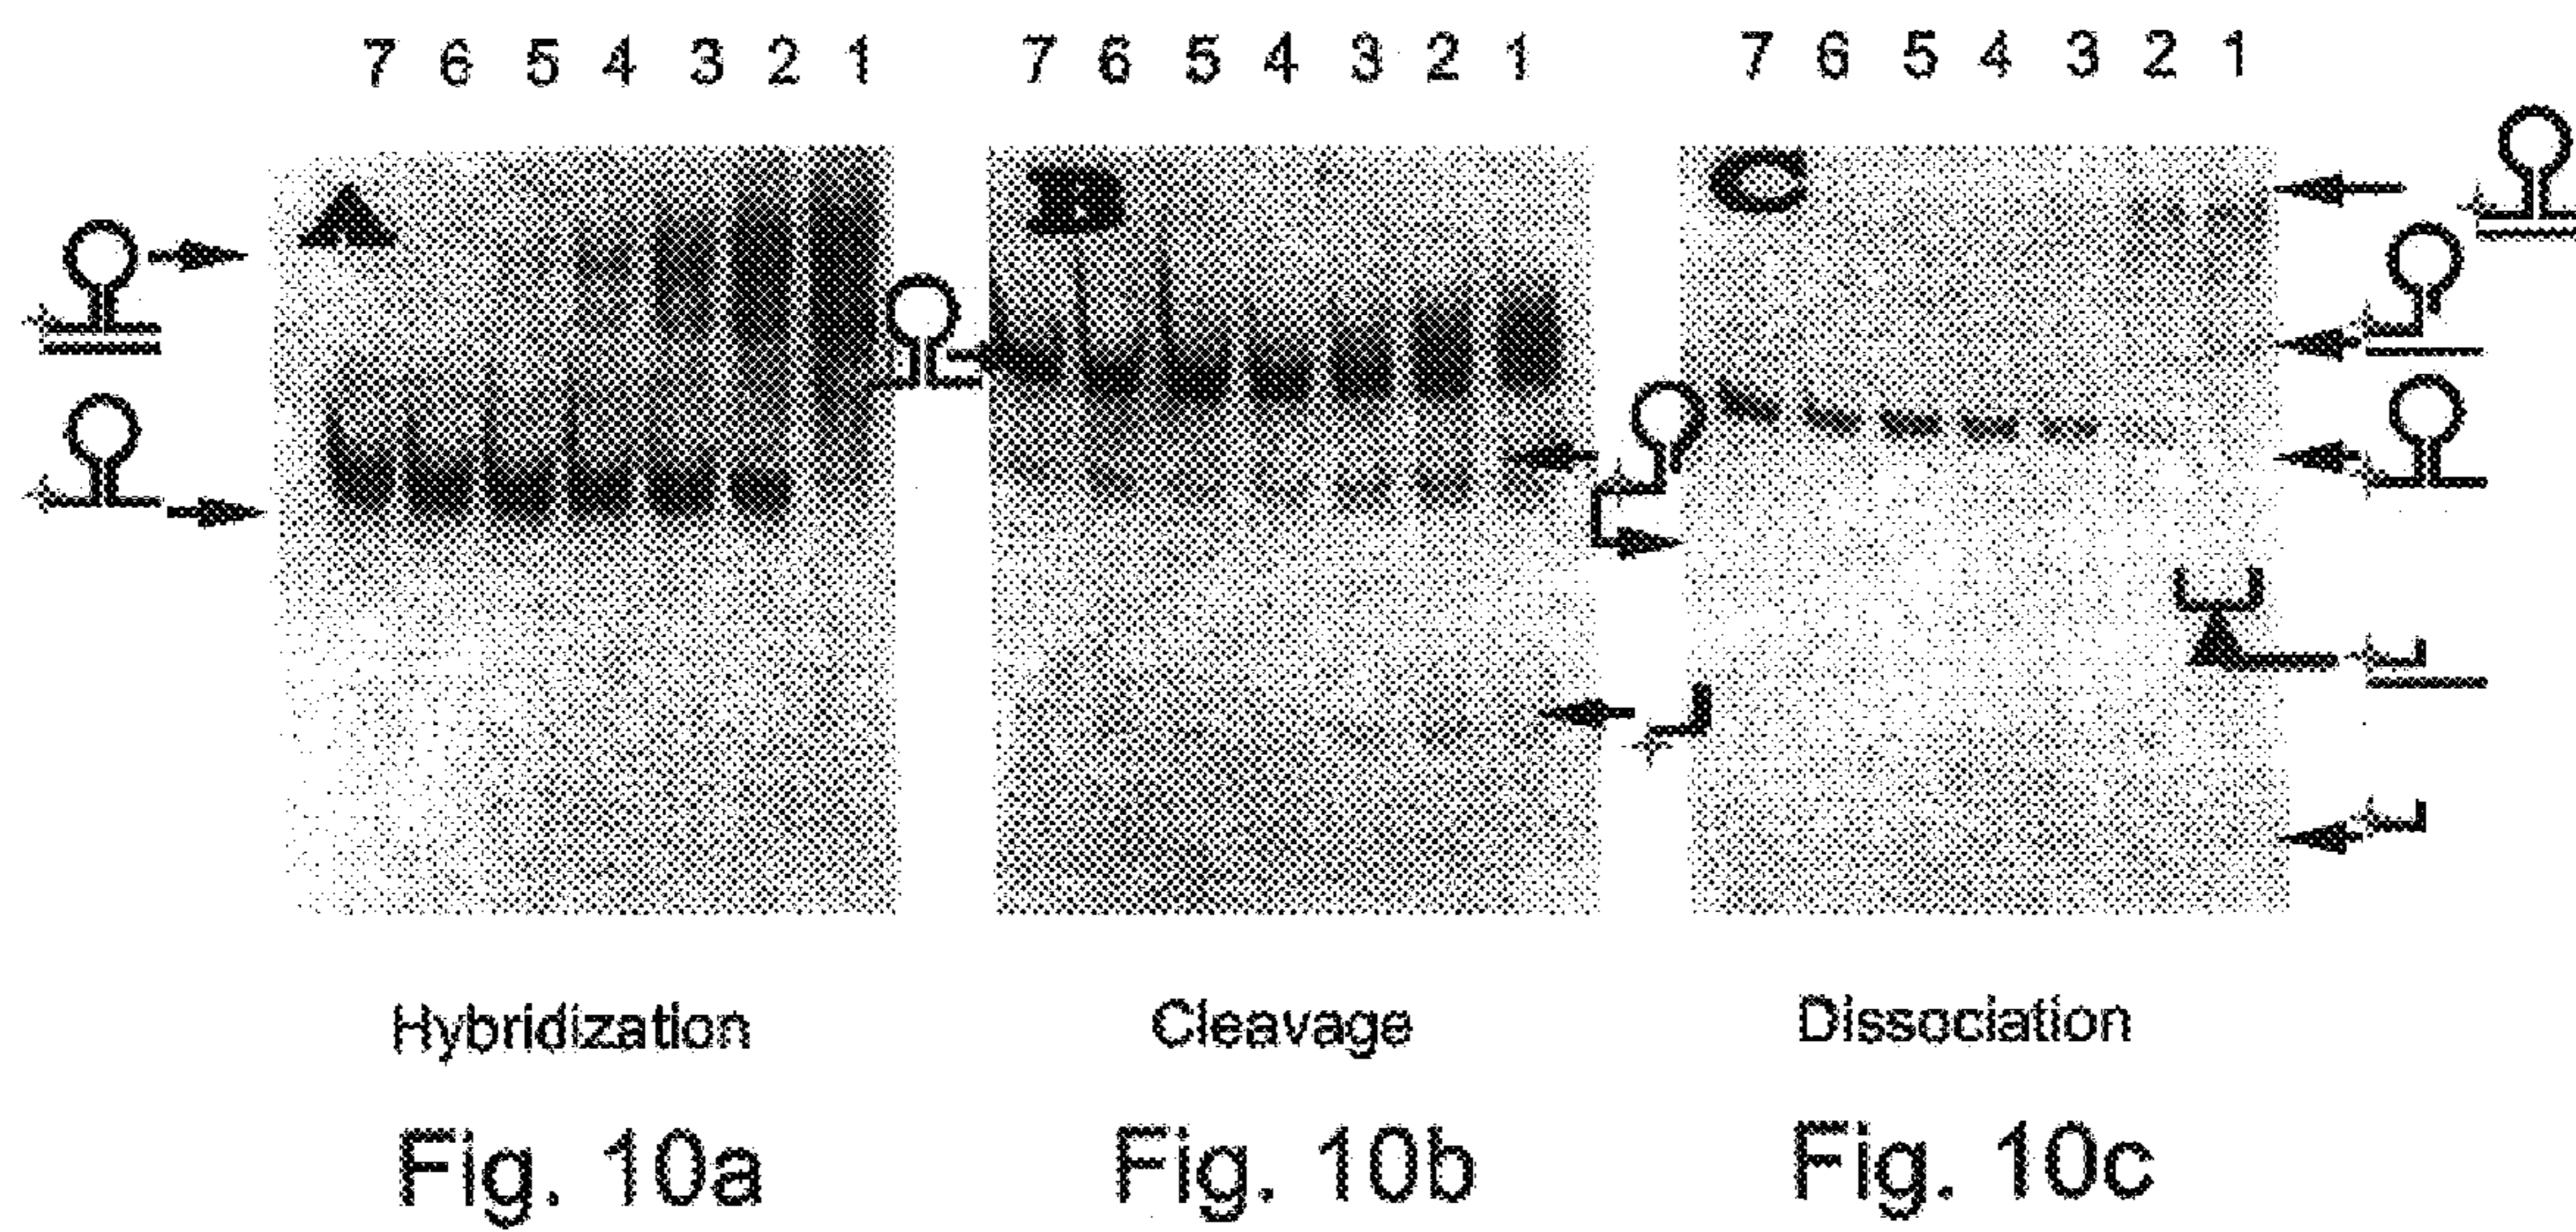 7 6 5 4 3 2 1 7 6 5 4 3 2 1 7 6 5 4 3 2 1
A B C
Hybridization Cleavage Dissociation
Fig. 10a Fig. 10b Fig. 10c